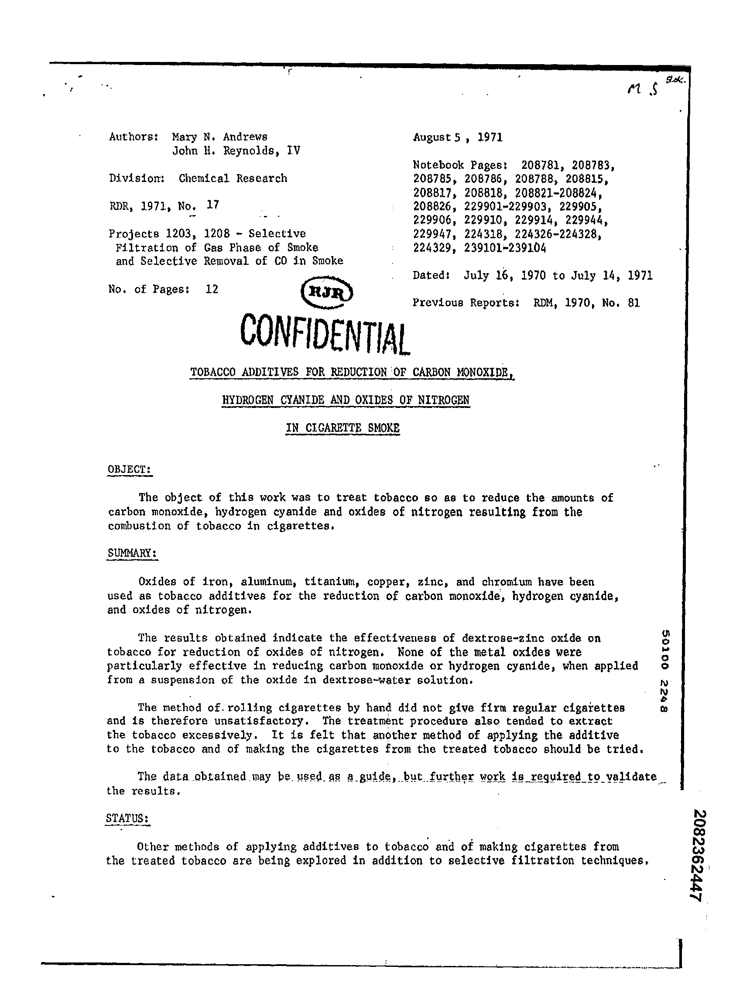 M S
Authors: Mary N. Andrews
John H. Reynolds, IV
Division: Chemical Research
RDR, 1971, No. 17
Projects 1203, 1208 - Selective
Filtration of Gas Phase of Smoke
and Selective Removal of CO in Smoke
No. of Pages: 12
August 5, 1971
Notebook Pages: 208781, 208783,
208785, 208786, 208788, 208815,
208817, 208818, 208821-208824,
208826, 229901-229903, 229905,
229906, 229910, 229914, 229944,
229947, 224318, 224326-224328,
224329, 239101-239104
Dated: July 16, 1970 to July 14, 1971
Previous Reports: RDM, 1970, No. 81
RJR
CONFIDENTIAL
TOBACCO ADDITIVES FOR REDUCTION OF CARBON MONOXIDE,
HYDROGEN CYANIDE AND OXIDES OF NITROGEN
IN CIGARETTE SMOKE
OBJECT:
The object of this work was to treat tobacco so as to reduce the amounts of
carbon monoxide, hydrogen cyanide and oxides of nitrogen resulting from the
combustion of tobacco in cigarettes.
SUMMARY:
Oxides of iron, aluminum, titanium, copper, zinc, and chromium have been
used as tobacco additives for the reduction of carbon monoxide, hydrogen cyanide,
and oxides of nitrogen.
The results obtained indicate the effectiveness of dextrose-zinc oxide on
tobacco for reduction of oxides of nitrogen. None of the metal oxides were
particularly effective in reducing carbon monoxide or hydrogen cyanide, when applied
from a suspension of the oxide in dextrose-water solution.
The method of rolling cigarettes by hand did not give firm regular cigarettes
and is therefore unsatisfactory. The treatment procedure also tended to extract
the tobacco excessively. It is felt that another method of applying the additive
to the tobacco and of making the cigarettes from the treated tobacco should be tried.
The data obtained may be used as a guide, but further work is required to validate
the results.
STATUS:
Other methods of applying additives to tobacco and of making cigarettes from
the treated tobacco are being explored in addition to selective filtration techniques.
50100 2248
2082362447